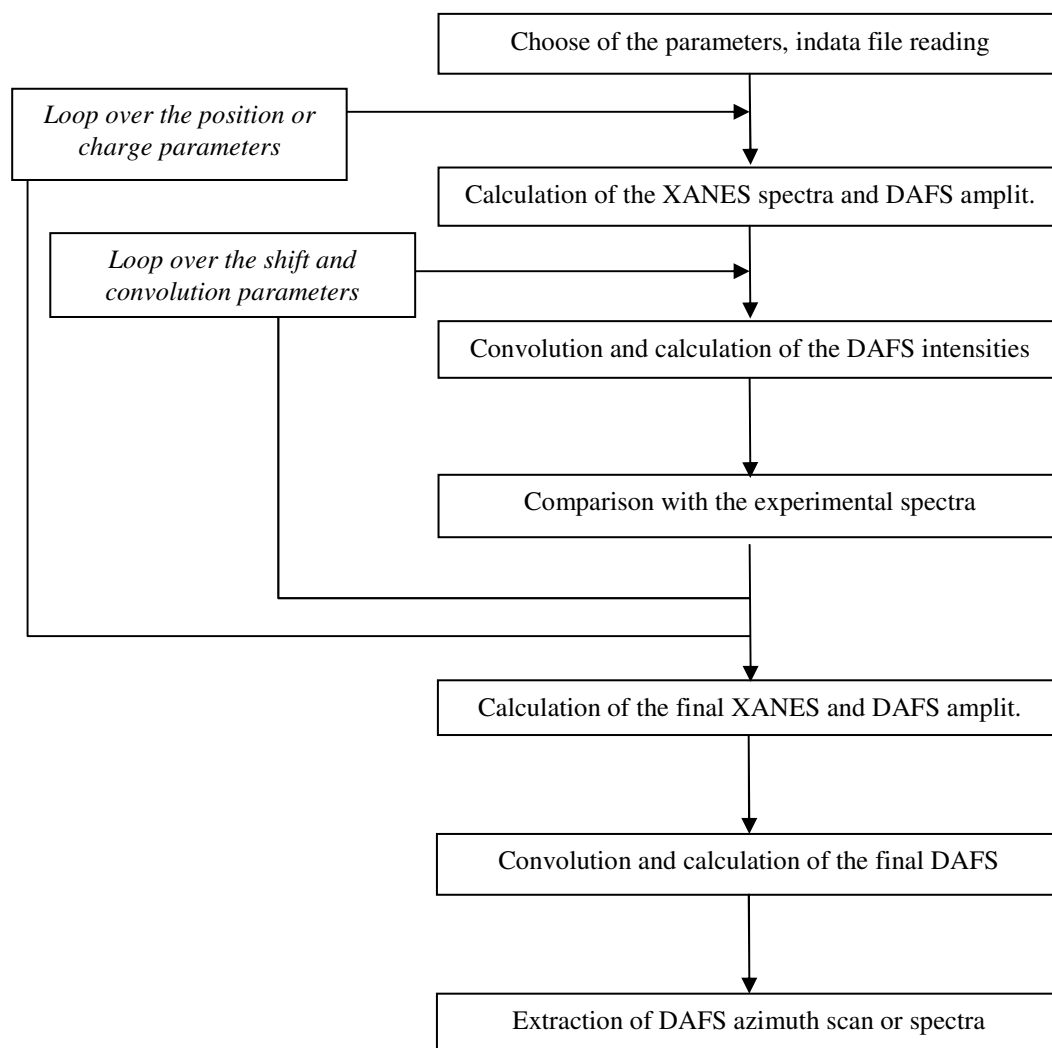 Choose of the parameters, indata file reading
Loop over the position or
charge parameters
Calculation of the XANES spectra and DAFS amplit.
Loop over the shift and
convolution parameters
Convolution and calculation of the DAFS intensities
Comparison with the experimental spectra
Calculation of the final XANES and DAFS amplit.
Convolution and calculation of the final DAFS
Extraction of DAFS azimuth scan or spectra